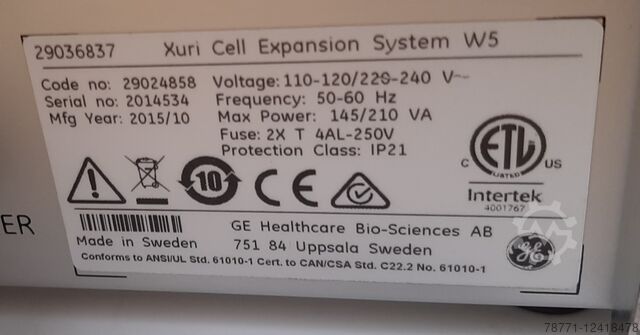 29036837 Xuri Cell Expansion System W5
Code no: 29024858 Voltage: 110-120/220-240 V~
Serial no: 2014534 Frequency: 50-60 Hz
Mfg Year: 2015/10 Max Power: 145/210 VA
Fuse: 2X T 4AL-250V
Protection Class: IP21
10
CE
ETL
LISTED
C US
Intertek
4001767
ER
GE Healthcare Bio-Sciences AB
Made in Sweden 751 84 Uppsala Sweden
Conforms to ANSI/UL Std. 61010-1 Cert. to CAN/CSA Std. C22.2 No. 61010-1
GE
78771-12418478